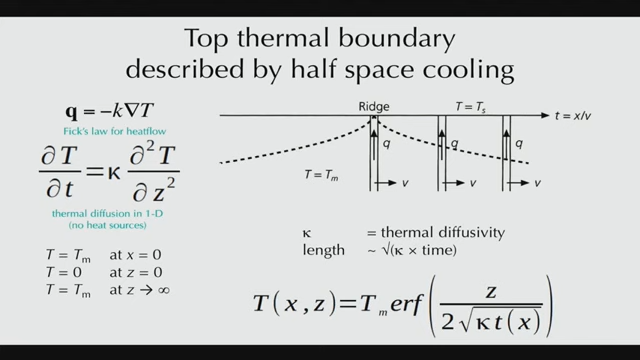 Top thermal boundary
described by half space cooling
q = -k∇T
Fick's law for heatflow
∂T/∂t = κ ∂²T/∂z²
thermal diffusion in 1-D
(no heat sources)
T = Tₘ at x = 0
T = 0 at z = 0
T = Tₘ at z → ∞
Ridge
T = Tₛ
t = x/v
q
q
q
T = Tₘ
v
v
v
κ = thermal diffusivity
length ~ √(κ × time)
T(x,z)=Tₘerf(z/2√κt(x))